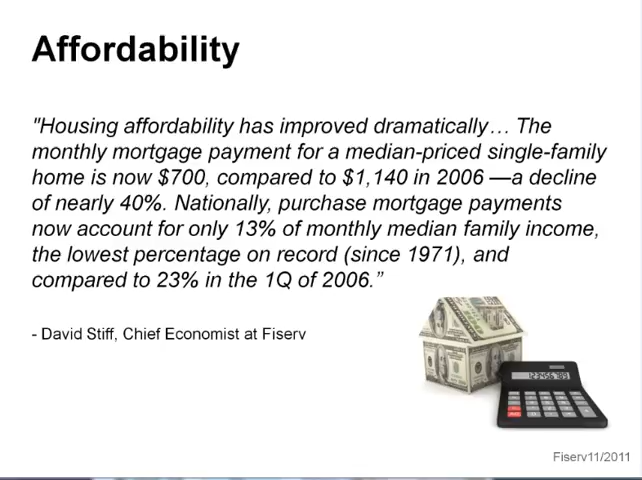 Affordability
"Housing affordability has improved dramatically… The
monthly mortgage payment for a median-priced single-family
home is now $700, compared to $1,140 in 2006 —a decline
of nearly 40%. Nationally, purchase mortgage payments
now account for only 13% of monthly median family income,
the lowest percentage on record (since 1971), and
compared to 23% in the 1Q of 2006.”
- David Stiff, Chief Economist at Fiserv
123456789
Fiserv11/2011